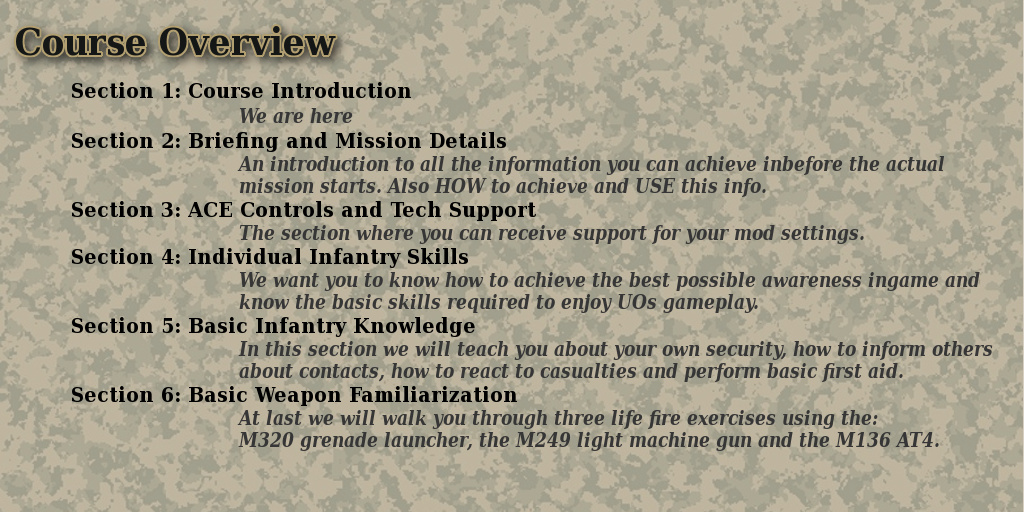 Course Overview
Section 1: Course Introduction
We are here
Section 2: Briefing and Mission Details
An introduction to all the information you can achieve inbefore the actual
mission starts. Also HOW to achieve and USE this info.
Section 3: ACE Controls and Tech Support
The section where you can receive support for your mod settings.
Section 4: Individual Infantry Skills
We want you to know how to achieve the best possible awareness ingame and
know the basic skills required to enjoy UOs gameplay.
Section 5: Basic Infantry Knowledge
In this section we will teach you about your own security, how to inform others
about contacts, how to react to casualties and perform basic first aid.
Section 6: Basic Weapon Familiarization
At last we will walk you through three life fire exercises using the:
M320 grenade launcher, the M249 light machine gun and the M136 AT4.